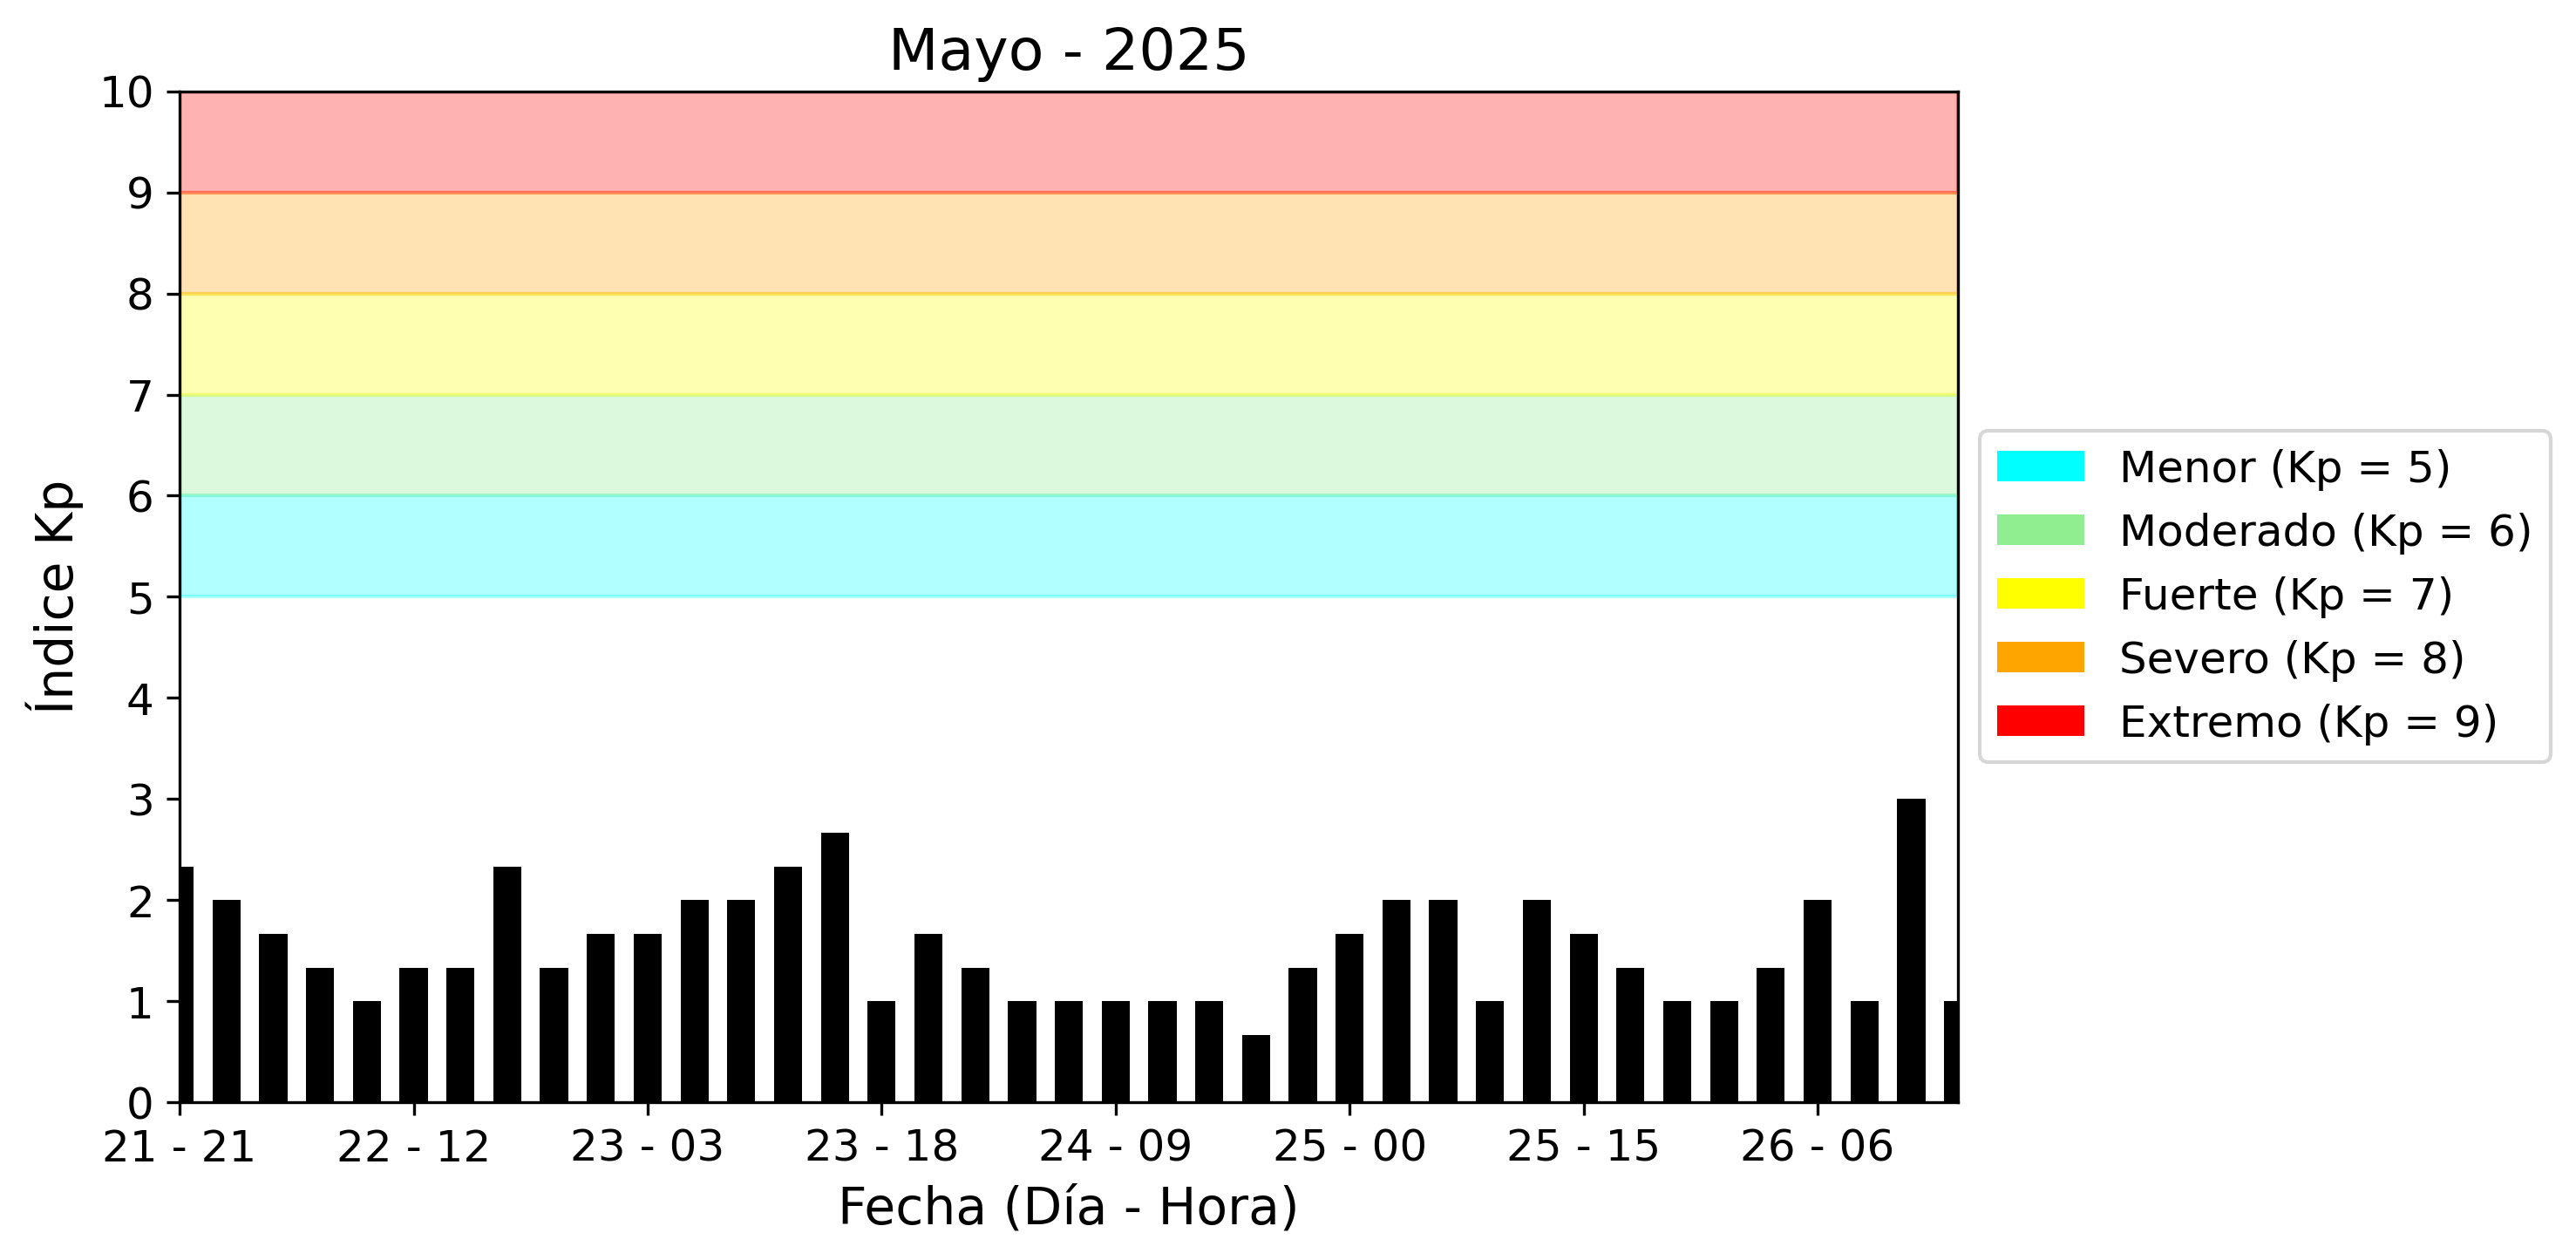 Mayo - 2025
10
9
8
7
6
5
4
3
2
1
0
Índice Kp
21 - 21
22 - 12
23 - 03
23 - 18
24 - 09
25 - 00
25 - 15
26 - 06
Fecha (Día - Hora)
Menor (Kp = 5)
Moderado (Kp = 6)
Fuerte (Kp = 7)
Severo (Kp = 8)
Extremo (Kp = 9)